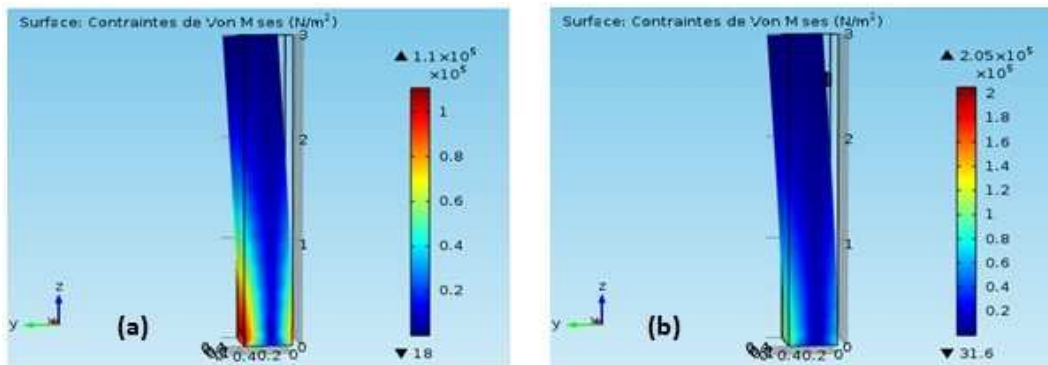 Surface: Contraintes de Von M ses (N/m²)
▲ 1.1×10⁵
×10⁵
3
2
1
0
0.4 0.2 0
1
0.8
0.6
0.4
0.2
▼ 18
z
y
(a)
Surface: Contraintes de Von M ses (N/m²)
▲ 2.05×10⁵
×10⁵
3
2
1
0
0.4 0.2 0
2
1.8
1.6
1.4
1.2
1
0.8
0.6
0.4
0.2
▼ 31.6
z
y
(b)